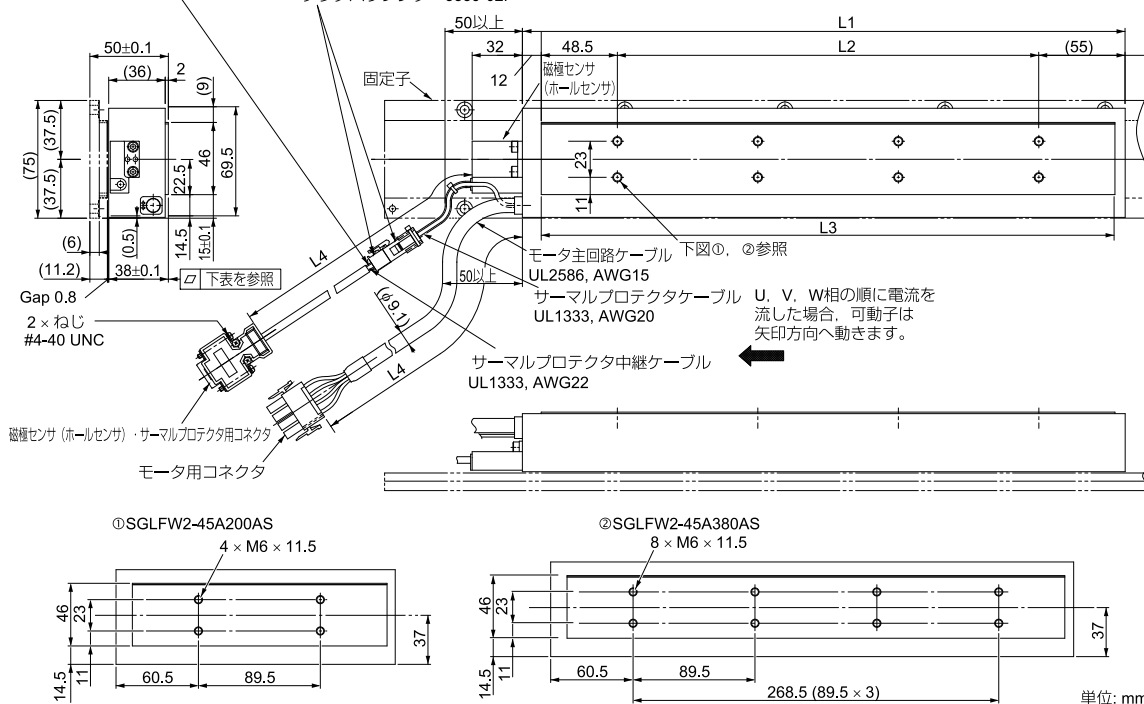 50以上
L1
50±0.1
(36)
2
(9)
32
48.5
L2
(55)
12
磁極センサ
(ホールセンサ)
固定子
(75)
(37.5)
(37.5)
22.5
46
69.5
23
11
14.5
15±0.1
(0.5)
(6)
(11.2)
38±0.1
下表を参照
Gap 0.8
2 × ねじ
#4-40 UNC
L3
L4
下図①, ②参照
モータ主回路ケーブル
UL2586, AWG15
50以上
サーマルプロテクタケーブル
UL1333, AWG20
U, V, W相の順に電流を
流した場合, 可動子は
矢印方向へ動きます。
(φ9.1)
サーマルプロテクタ中継ケーブル
UL1333, AWG22
L4
磁極センサ (ホールセンサ) ・サーマルプロテクタ用コネクタ
モータ用コネクタ
①SGLFW2-45A200AS
4 × M6 × 11.5
46
23
11
14.5
37
60.5
89.5
②SGLFW2-45A380AS
8 × M6 × 11.5
46
23
11
14.5
37
60.5
89.5
268.5 (89.5 × 3)
単位: mm